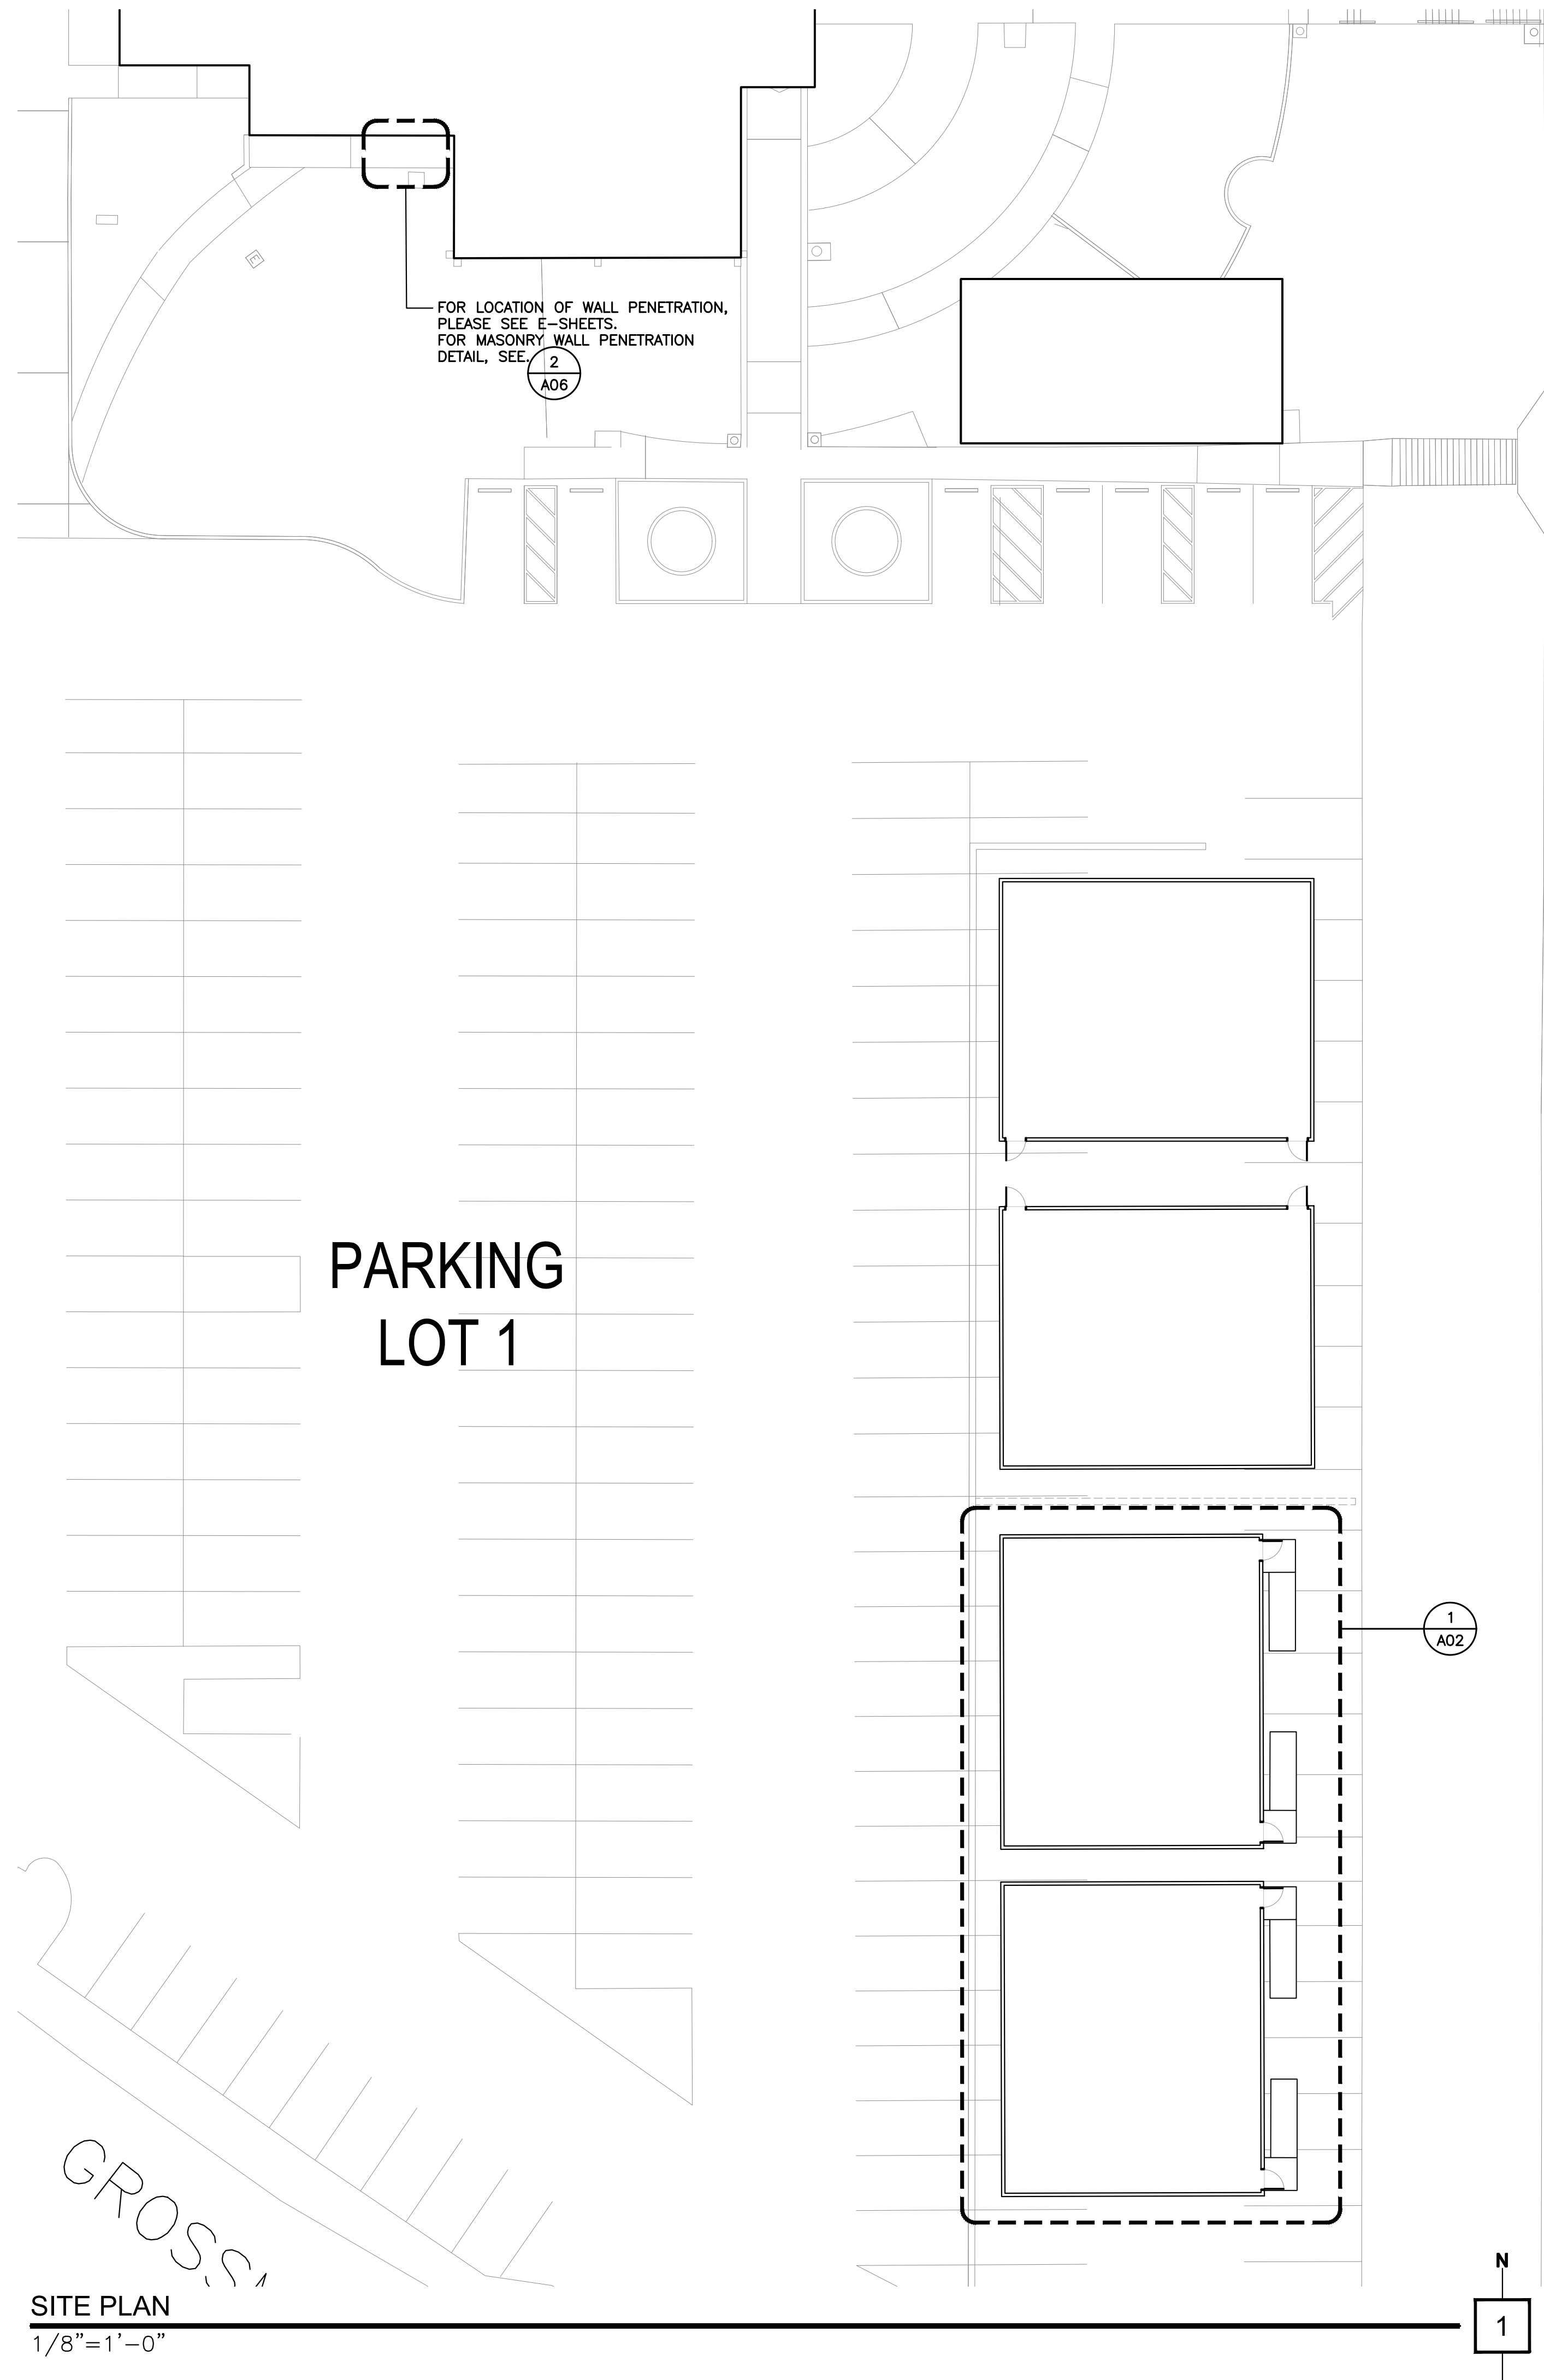 E
FOR LOCATION OF WALL PENETRATION,
PLEASE SEE E-SHEETS.
FOR MASONRY WALL PENETRATION
DETAIL, SEE.
2
A06
PARKING
LOT 1
1
A02
GROSS
N
SITE PLAN
1
1/8"=1'-0"